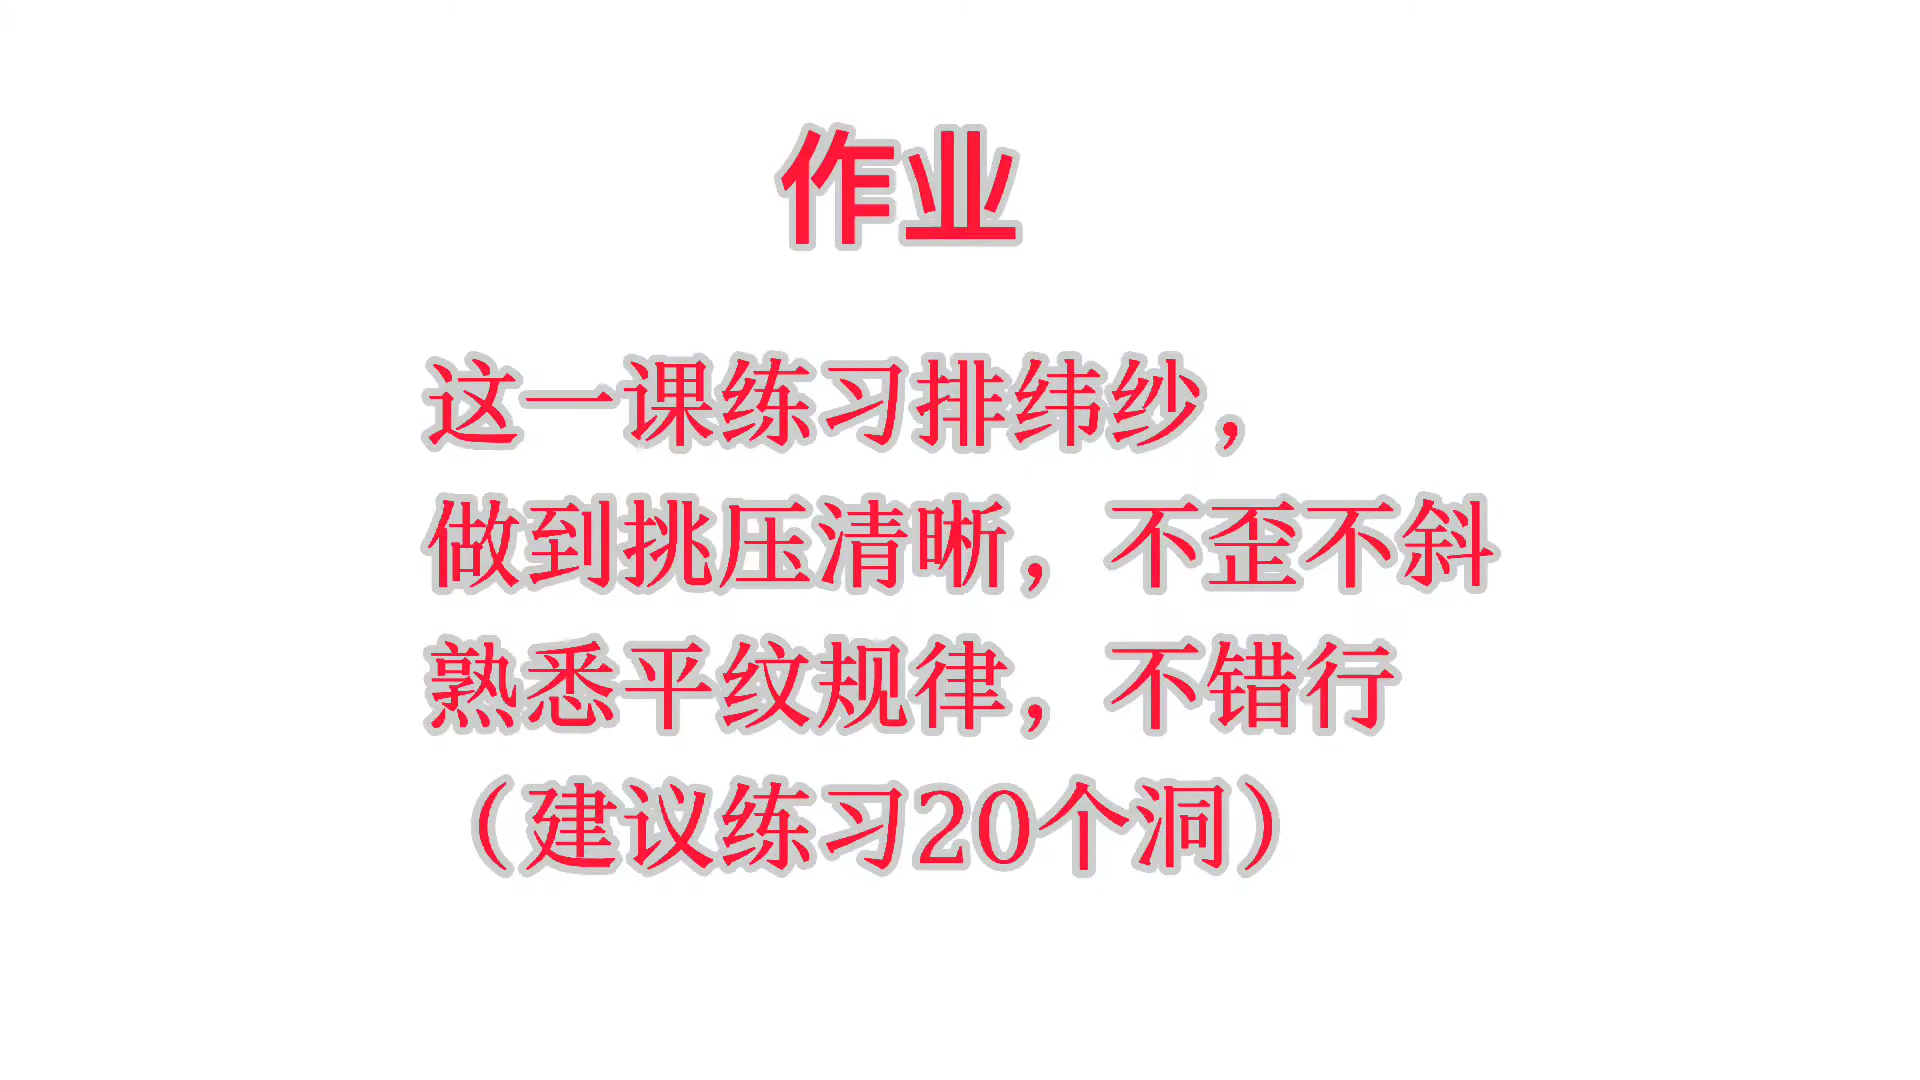 作业
这一课练习排纬纱，
做到挑压清晰，不歪不斜
熟悉平纹规律，不错行
（建议练习20个洞）